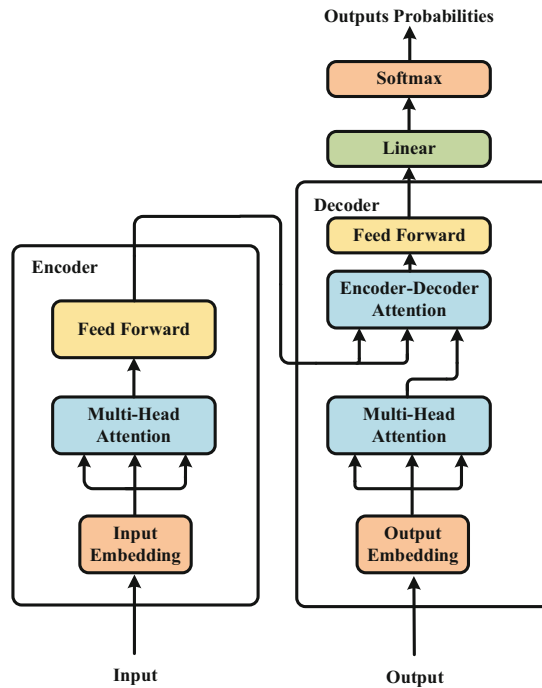 Outputs Probabilities
Softmax
Linear
Decoder
Feed Forward
Encoder-Decoder
Attention
Multi-Head
Attention
Output
Embedding
Output
Encoder
Feed Forward
Multi-Head
Attention
Input
Embedding
Input